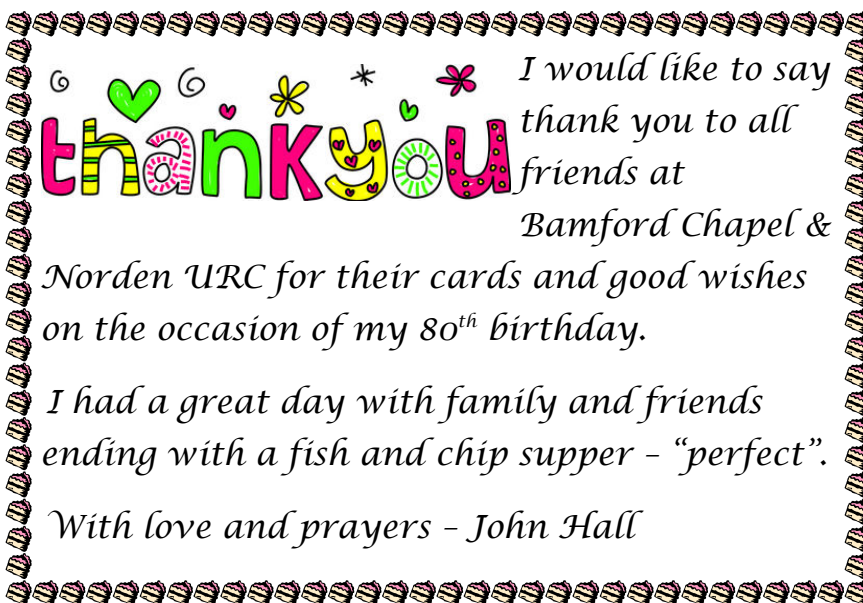 thankyou
I would like to say
thank you to all
friends at
Bamford Chapel &
Norden URC for their cards and good wishes
on the occasion of my 80th birthday.
I had a great day with family and friends
ending with a fish and chip supper – “perfect”.
With love and prayers – John Hall